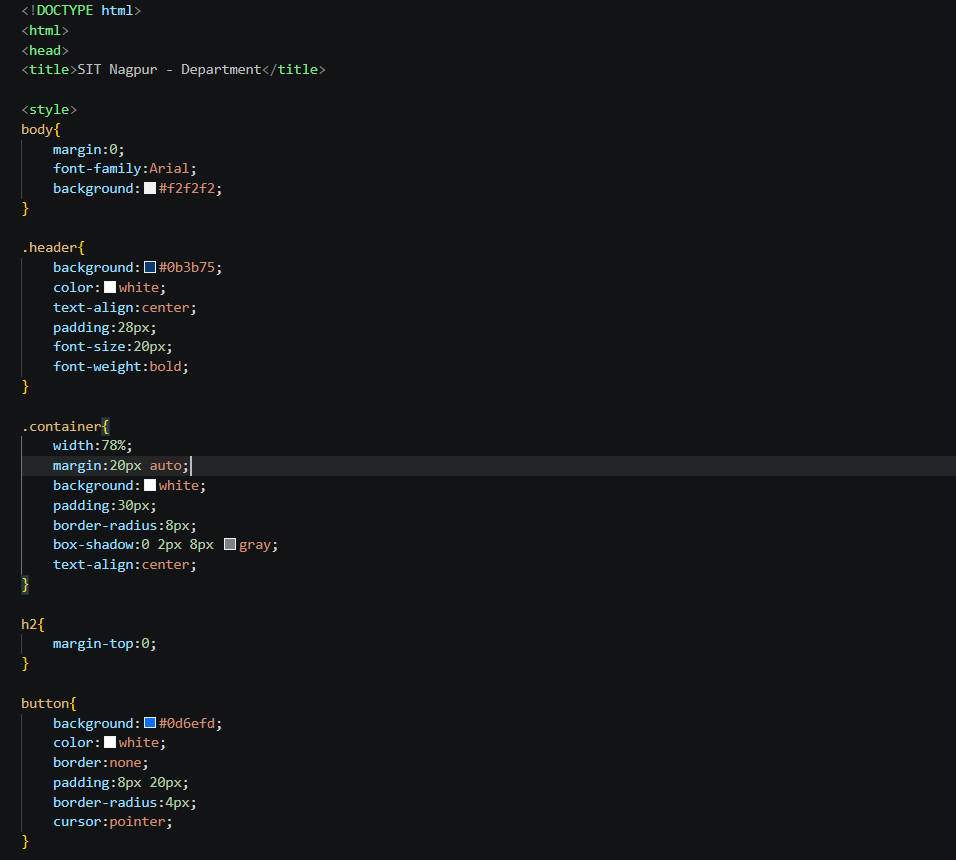 <!DOCTYPE html>
<html>
<head>
<title>SIT Nagpur - Department</title>

<style>
body{
    margin:0;
    font-family:Arial;
    background:#f2f2f2;
}

.header{
    background:#0b3b75;
    color:white;
    text-align:center;
    padding:28px;
    font-size:20px;
    font-weight:bold;
}

.container{
    width:78%;
    margin:20px auto;
    background:white;
    padding:30px;
    border-radius:8px;
    box-shadow:0 2px 8px gray;
    text-align:center;
}

h2{
    margin-top:0;
}

button{
    background:#0d6efd;
    color:white;
    border:none;
    padding:8px 20px;
    border-radius:4px;
    cursor:pointer;
}